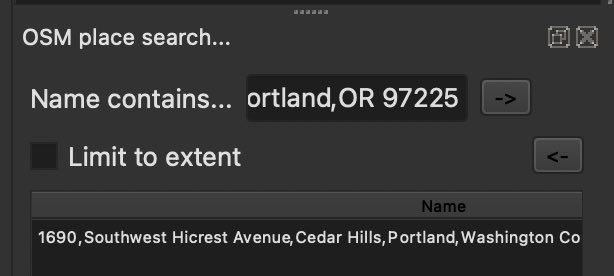 OSM place search...
Name contains... ortland,OR 97225 ->
Limit to extent <-
Name
1690,Southwest Hicrest Avenue,Cedar Hills,Portland,Washington Co